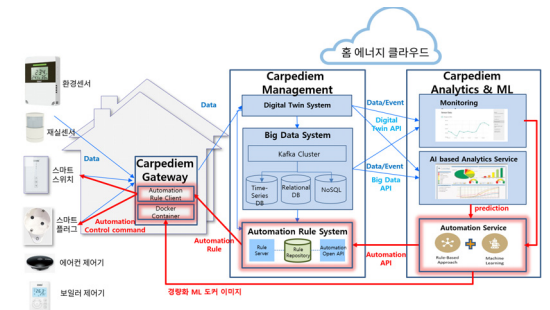 홈 에너지 클라우드
환경센서
재실센서
Data
스마트
스위치
스마트
플러그
에어컨 제어기
보일러 제어기
Automation
Control command
Carpediem
Gateway
Automation
Rule Client
Docker
Container
Data
Automation
Rule
경량화 ML 도커 이미지
Carpediem
Management
Digital Twin System
Big Data System
Kafka Cluster
Time-
Series
DB
Relational
DB
NoSQL
Automation Rule System
Rule
Server
Rule
Repository
Automation
Open API
Data/Event
Digital
Twin API
Data/Event
Big Data
API
Automation
API
Carpediem
Analytics & ML
Monitoring
AI based Analytics Service
prediction
Automation Service
Rule-Based
Approach
Machine
Learning